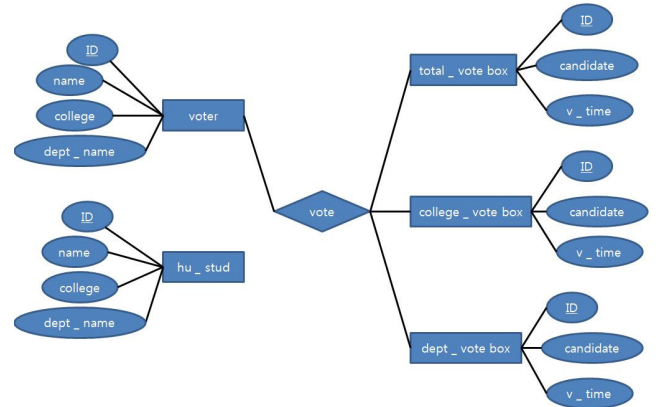 ID
name
college
dept _ name
voter
ID
name
college
dept _ name
hu _ stud
vote
total _ vote box
ID
candidate
v _ time
college _ vote box
ID
candidate
v _ time
dept _ vote box
ID
candidate
v _ time